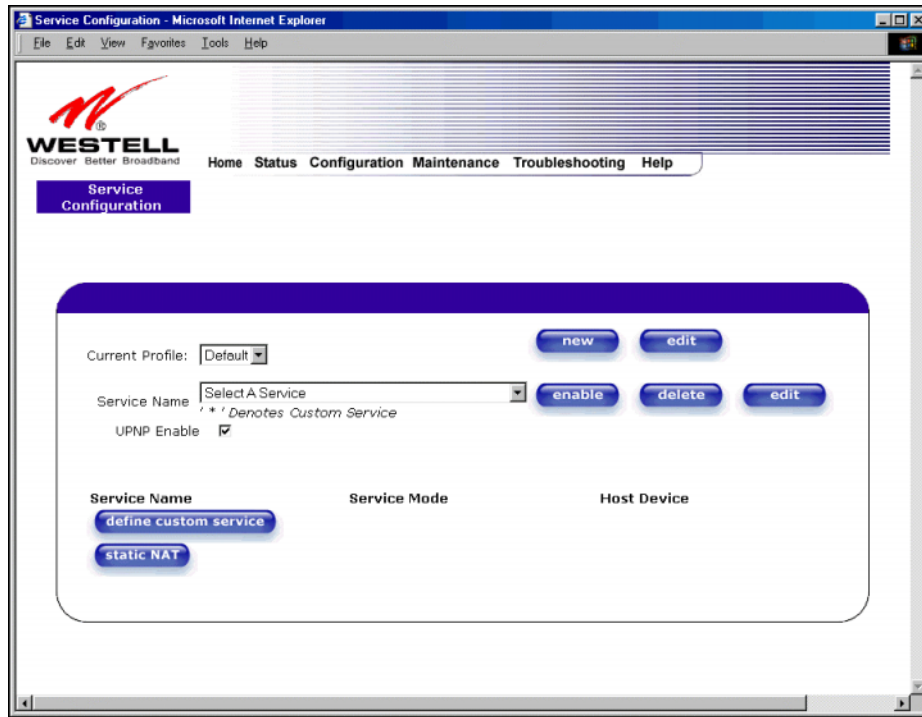 Service Configuration - Microsoft Internet Explorer
File Edit View Favorites Tools Help
WESTELL
®
Discover Better Broadband
Home Status Configuration Maintenance Troubleshooting Help
Service
Configuration
Current Profile: Default new edit
Service Name Select A Service enable delete edit
' * ' Denotes Custom Service
UPNP Enable
Service Name Service Mode Host Device
define custom service
static NAT